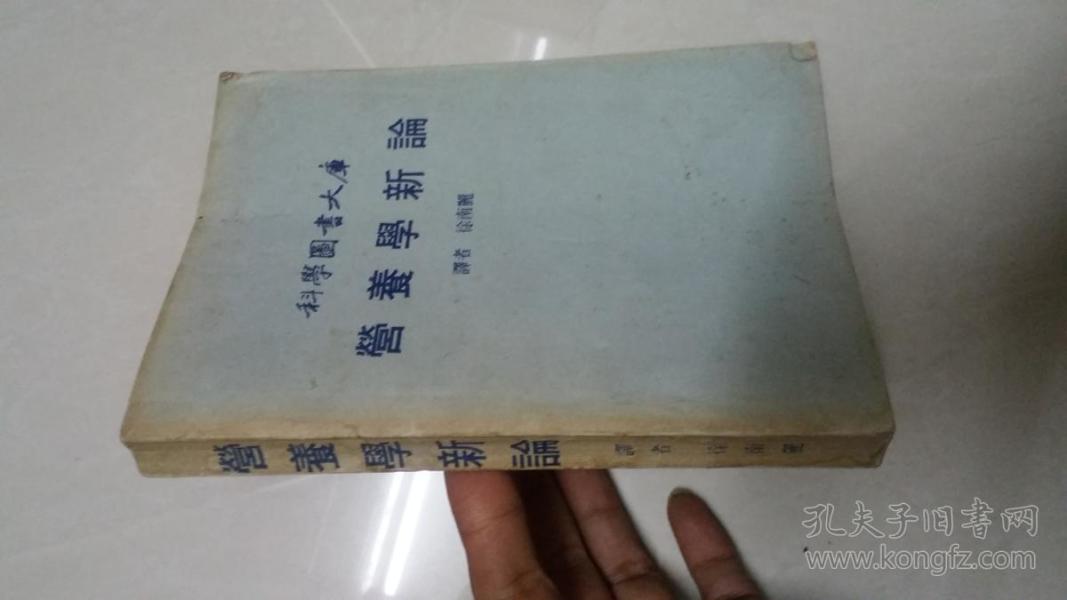 科學圖書大庫
營養學新論
譯者 徐南麗
營養學新論
譯者 徐南麗
孔夫子旧書网
www.kongfz.com